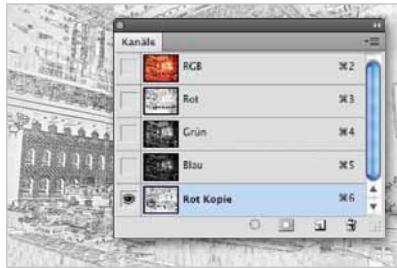 Kanäle
RGB ⌘2
Rot ⌘3
Grün ⌘4
Blau ⌘5
Rot Kopie ⌘6